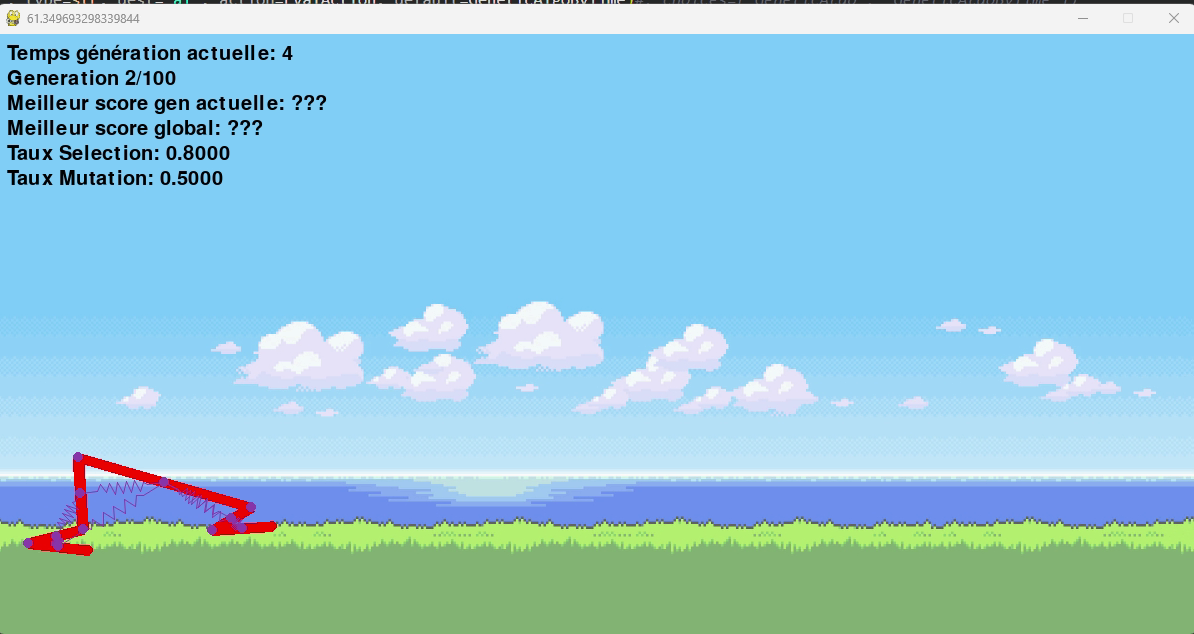 61.349693298339844
Temps génération actuelle: 4
Generation 2/100
Meilleur score gen actuelle: ???
Meilleur score global: ???
Taux Selection: 0.8000
Taux Mutation: 0.5000